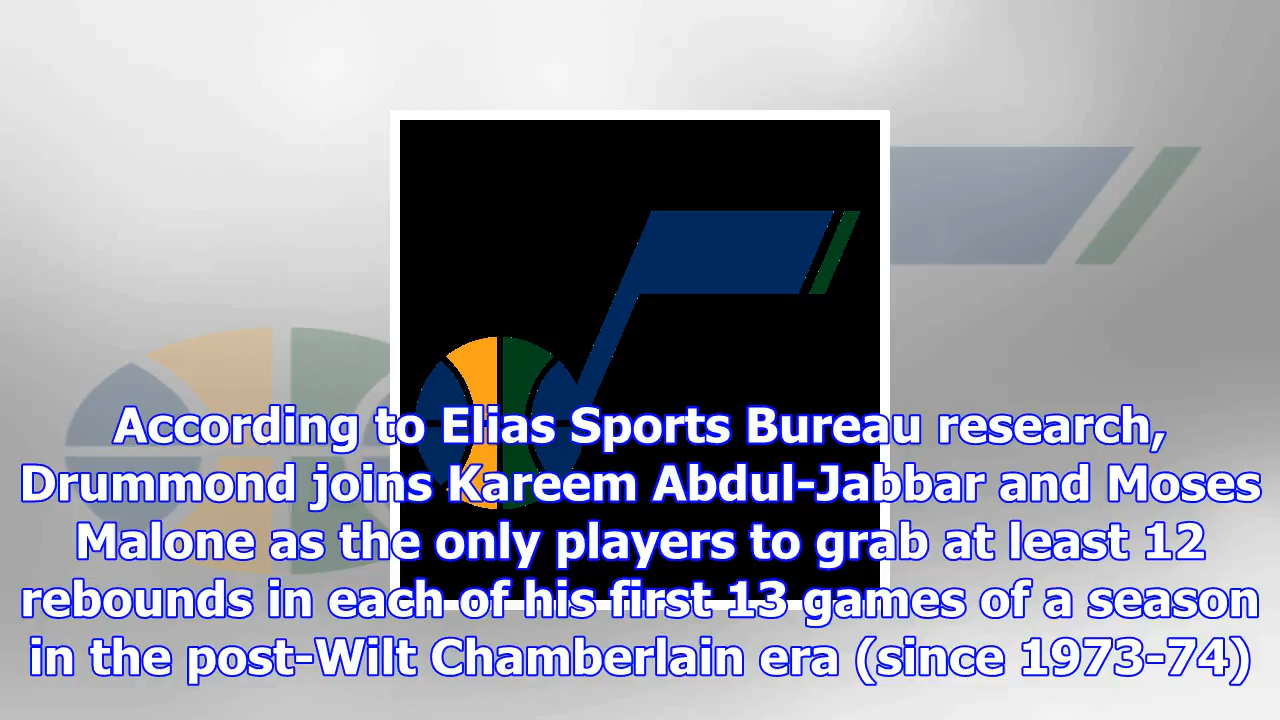 According to Elias Sports Bureau research,
Drummond joins Kareem Abdul-Jabbar and Moses
Malone as the only players to grab at least 12
rebounds in each of his first 13 games of a season
in the post-Wilt Chamberlain era (since 1973-74)